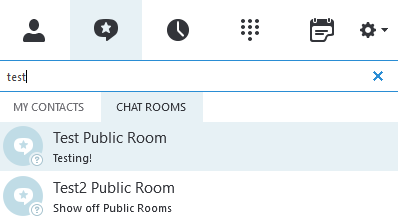 test
MY CONTACTS CHAT ROOMS
Test Public Room
Testing!
Test2 Public Room
Show off Public Rooms